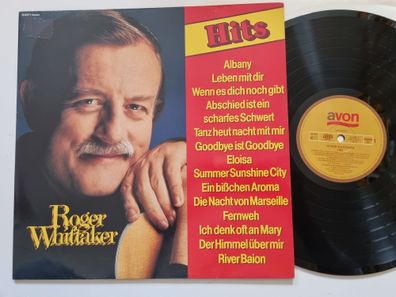 Hits
Albany
Leben mit dir
Wenn es dich noch gibt
Abschied ist ein
scharfes Schwert
Tanz heut nacht mit mir
Goodbye ist Goodbye
Eloisa
Summer Sunshine City
Ein bißchen Aroma
Die Nacht von Marseille
Fernweh
Ich denk oft an Mary
Der Himmel über mir
River Baion
Roger
Whittaker
avon